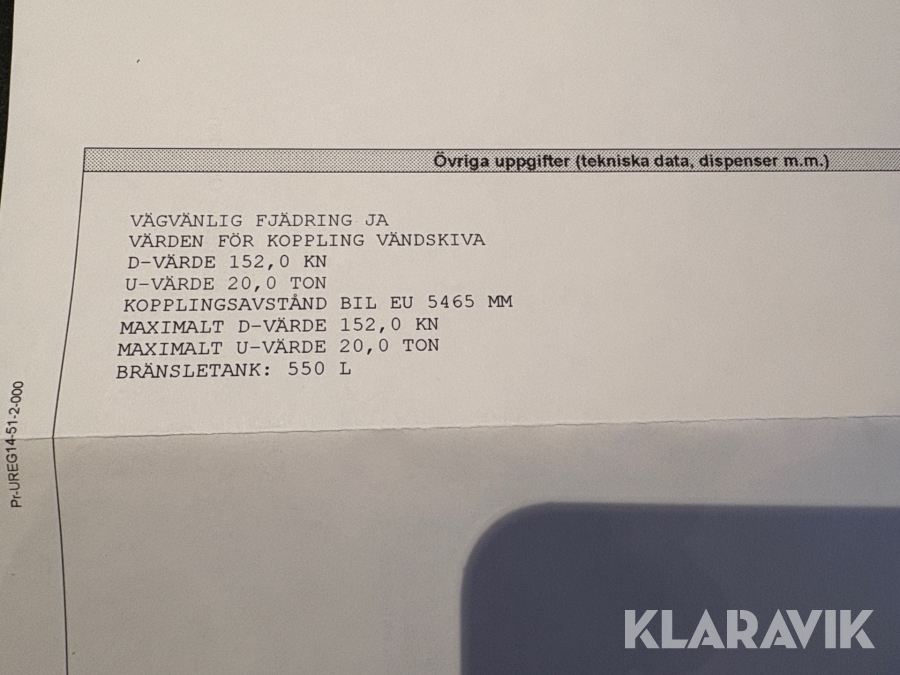 Övriga uppgifter (tekniska data, dispenser m.m.)
VÄGVÄNLIG FJÄDRING JA
VÄRDEN FÖR KOPPLING VÄNDSKIVA
D-VÄRDE 152,0 KN
U-VÄRDE 20,0 TON
KOPPLINGSAVSTÅND BIL EU 5465 MM
MAXIMALT D-VÄRDE 152,0 KN
MAXIMALT U-VÄRDE 20,0 TON
BRÄNSLETANK: 550 L
Pr-UREG14-51-2-000
KLARAVIK